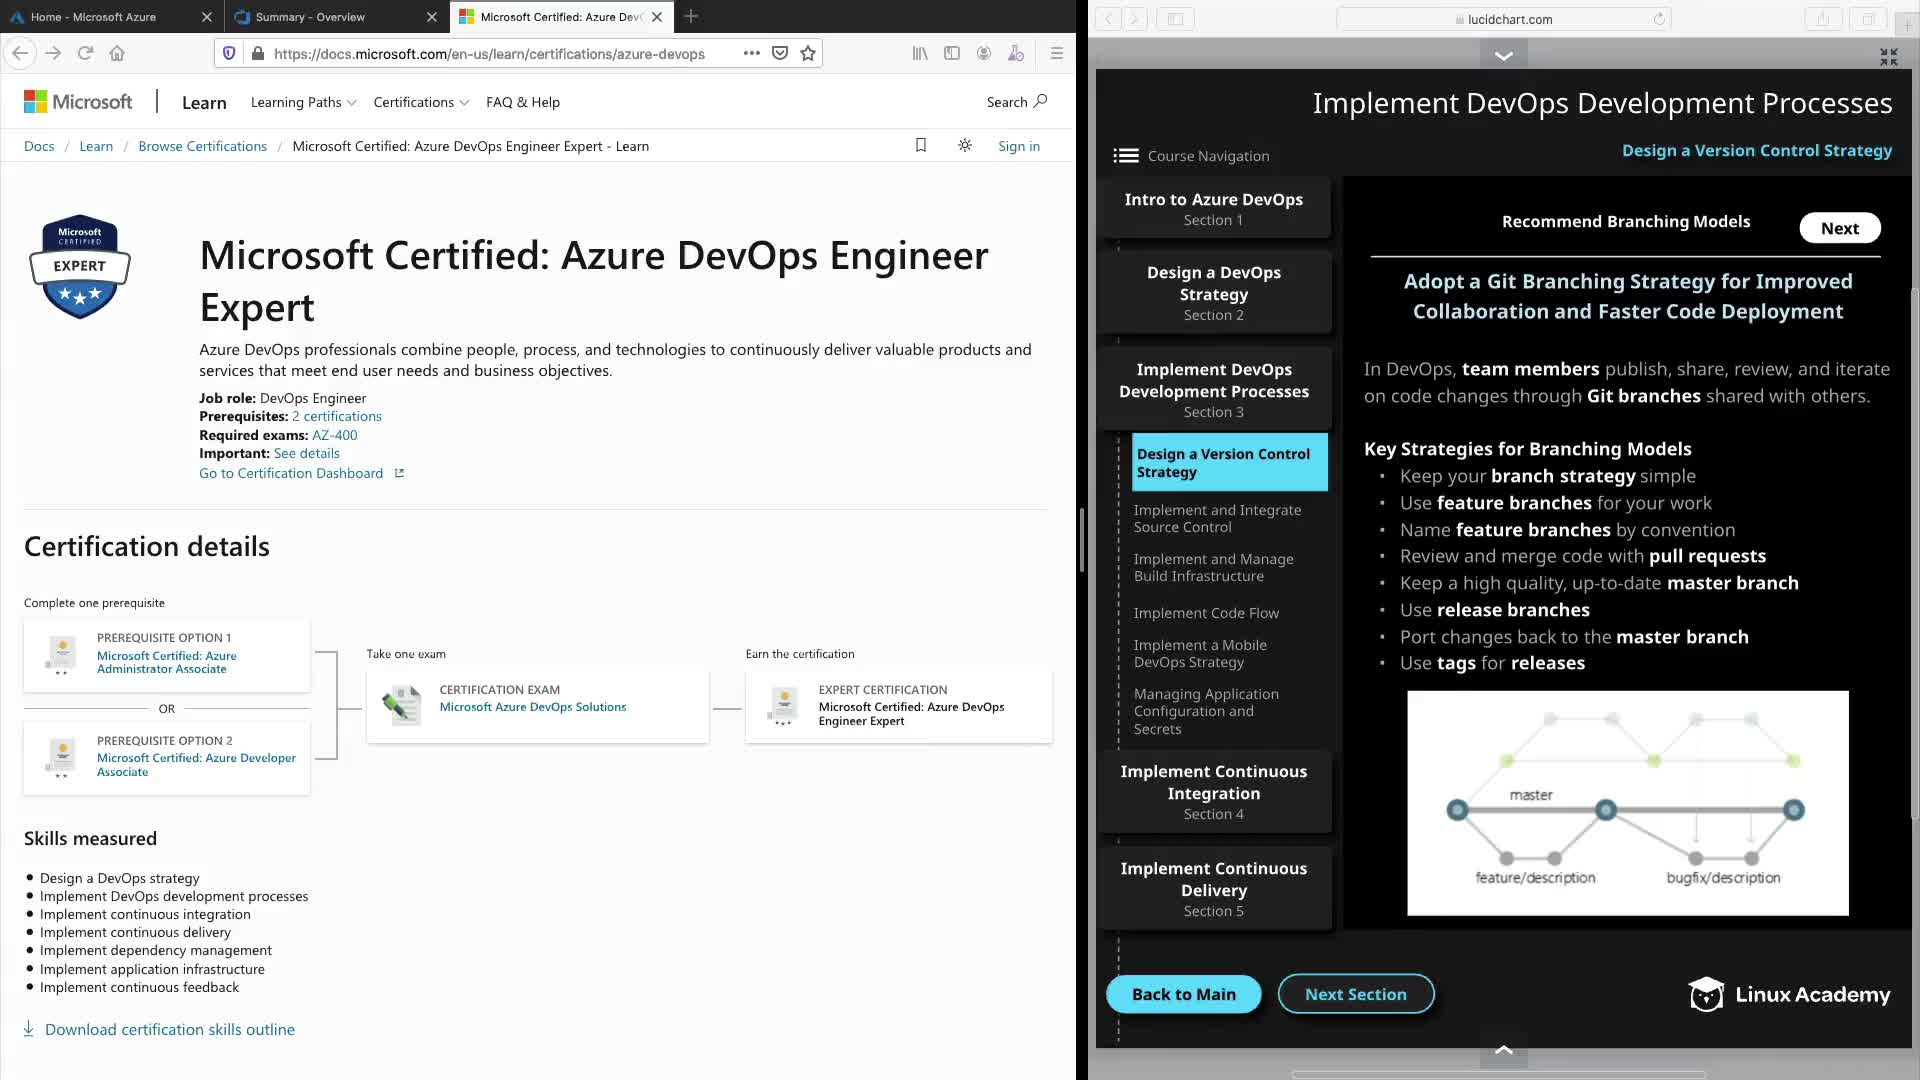 Home - Microsoft Azure
Summary - Overview
Microsoft Certified: Azure Dev
https://docs.microsoft.com/en-us/learn/certifications/azure-devops
Microsoft
Learn
Learning Paths
Certifications
FAQ & Help
Search
Docs / Learn / Browse Certifications / Microsoft Certified: Azure DevOps Engineer Expert - Learn
Sign in
Microsoft
CERTIFIED
EXPERT
Microsoft Certified: Azure DevOps Engineer
Expert
Azure DevOps professionals combine people, process, and technologies to continuously deliver valuable products and
services that meet end user needs and business objectives.
Job role: DevOps Engineer
Prerequisites: 2 certifications
Required exams: AZ-400
Important: See details
Go to Certification Dashboard
Certification details
Complete one prerequisite
PREREQUISITE OPTION 1
Microsoft Certified: Azure
Administrator Associate
OR
PREREQUISITE OPTION 2
Microsoft Certified: Azure Developer
Associate
Take one exam
CERTIFICATION EXAM
Microsoft Azure DevOps Solutions
Earn the certification
EXPERT CERTIFICATION
Microsoft Certified: Azure DevOps
Engineer Expert
Skills measured
Design a DevOps strategy
Implement DevOps development processes
Implement continuous integration
Implement continuous delivery
Implement dependency management
Implement application infrastructure
Implement continuous feedback
Download certification skills outline
lucidchart.com
Implement DevOps Development Processes
Design a Version Control Strategy
Course Navigation
Intro to Azure DevOps
Section 1
Design a DevOps
Strategy
Section 2
Implement DevOps
Development Processes
Section 3
Design a Version Control
Strategy
Implement and Integrate
Source Control
Implement and Manage
Build Infrastructure
Implement Code Flow
Implement a Mobile
DevOps Strategy
Managing Application
Configuration and
Secrets
Implement Continuous
Integration
Section 4
Implement Continuous
Delivery
Section 5
Recommend Branching Models
Next
Adopt a Git Branching Strategy for Improved
Collaboration and Faster Code Deployment
In DevOps, team members publish, share, review, and iterate
on code changes through Git branches shared with others.
Key Strategies for Branching Models
• Keep your branch strategy simple
• Use feature branches for your work
• Name feature branches by convention
• Review and merge code with pull requests
• Keep a high quality, up-to-date master branch
• Use release branches
• Port changes back to the master branch
• Use tags for releases
master
feature/description
bugfix/description
Back to Main
Next Section
Linux Academy